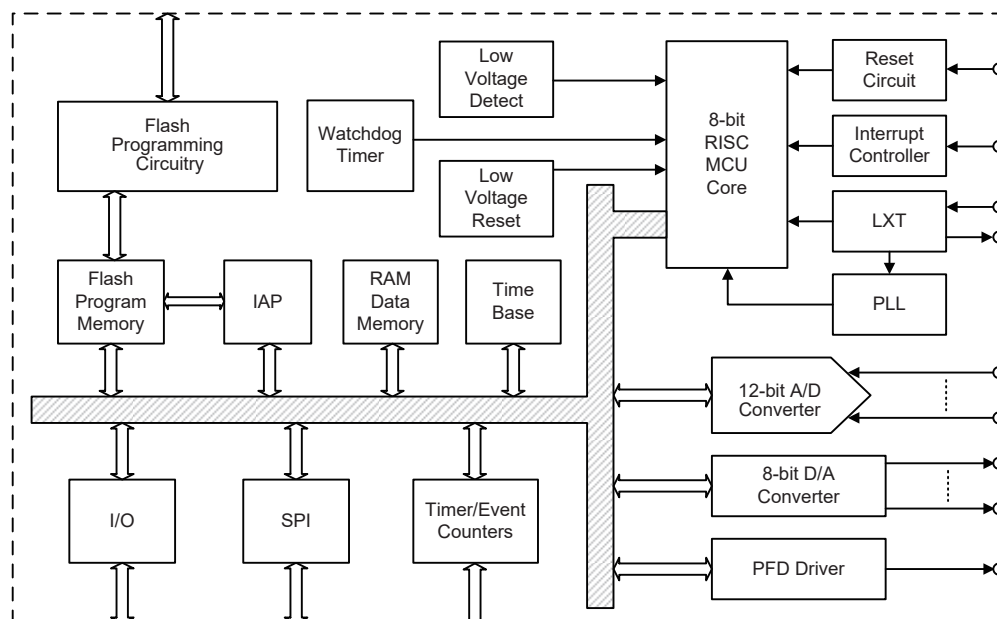 Low
Voltage
Detect
8-bit
RISC
MCU
Core
Reset
Circuit
Flash
Programming
Circuitry
Watchdog
Timer
Interrupt
Controller
Low
Voltage
Reset
LXT
Flash
Program
Memory
IAP
RAM
Data
Memory
Time
Base
PLL
12-bit A/D
Converter
8-bit D/A
Converter
I/O
SPI
Timer/Event
Counters
PFD Driver